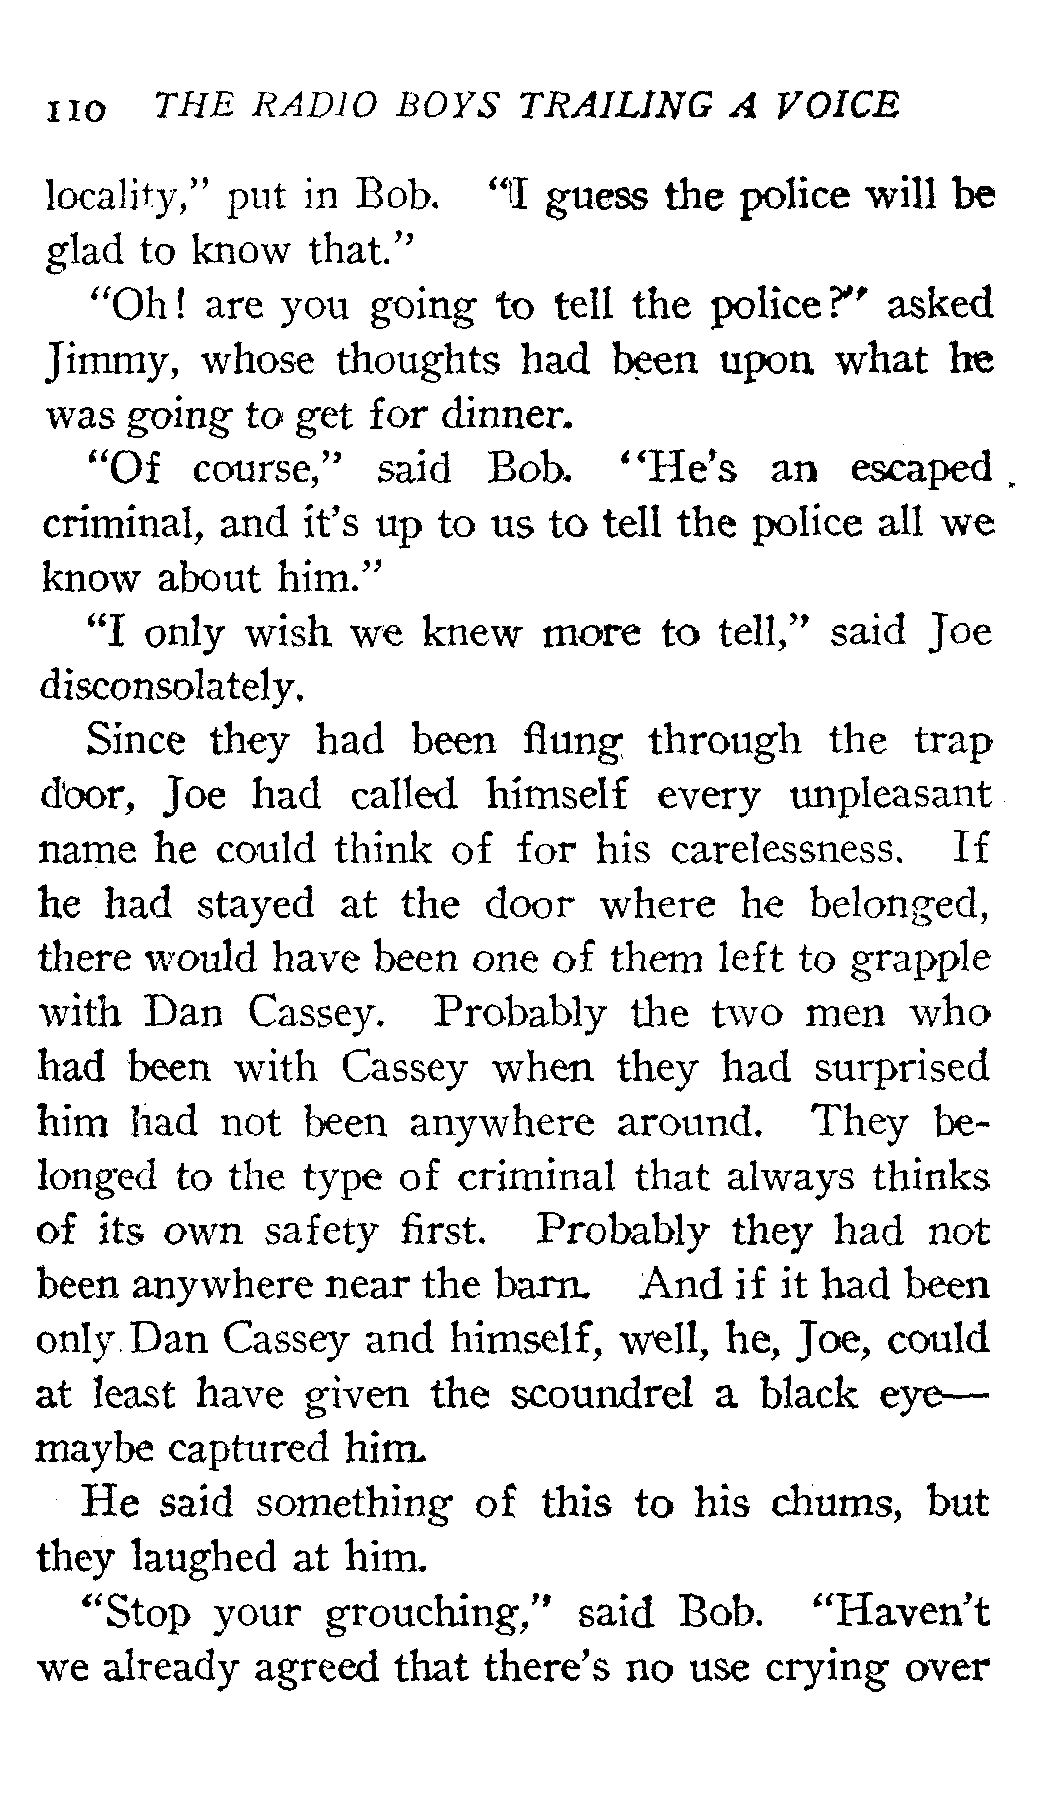 110 THE RADIO BOYS TRAILING A VOICE
locality," put in Bob. "I guess the police will be
glad to know that."
"Oh! are you going to tell the police?" asked
Jimmy, whose thoughts had been upon what he
was going to get for dinner.
"Of course," said Bob. "He's an escaped
criminal, and it's up to us to tell the police all we
know about him."
"I only wish we knew more to tell," said Joe
disconsolately.
Since they had been flung through the trap
door, Joe had called himself every unpleasant
name he could think of for his carelessness. If
he had stayed at the door where he belonged,
there would have been one of them left to grapple
with Dan Cassey. Probably the two men who
had been with Cassey when they had surprised
him had not been anywhere around. They be-
longed to the type of criminal that always thinks
of its own safety first. Probably they had not
been anywhere near the barn. And if it had been
only Dan Cassey and himself, well, he, Joe, could
at least have given the scoundrel a black eye—
maybe captured him.
He said something of this to his chums, but
they laughed at him.
"Stop your grouching," said Bob. "Haven't
we already agreed that there's no use crying over